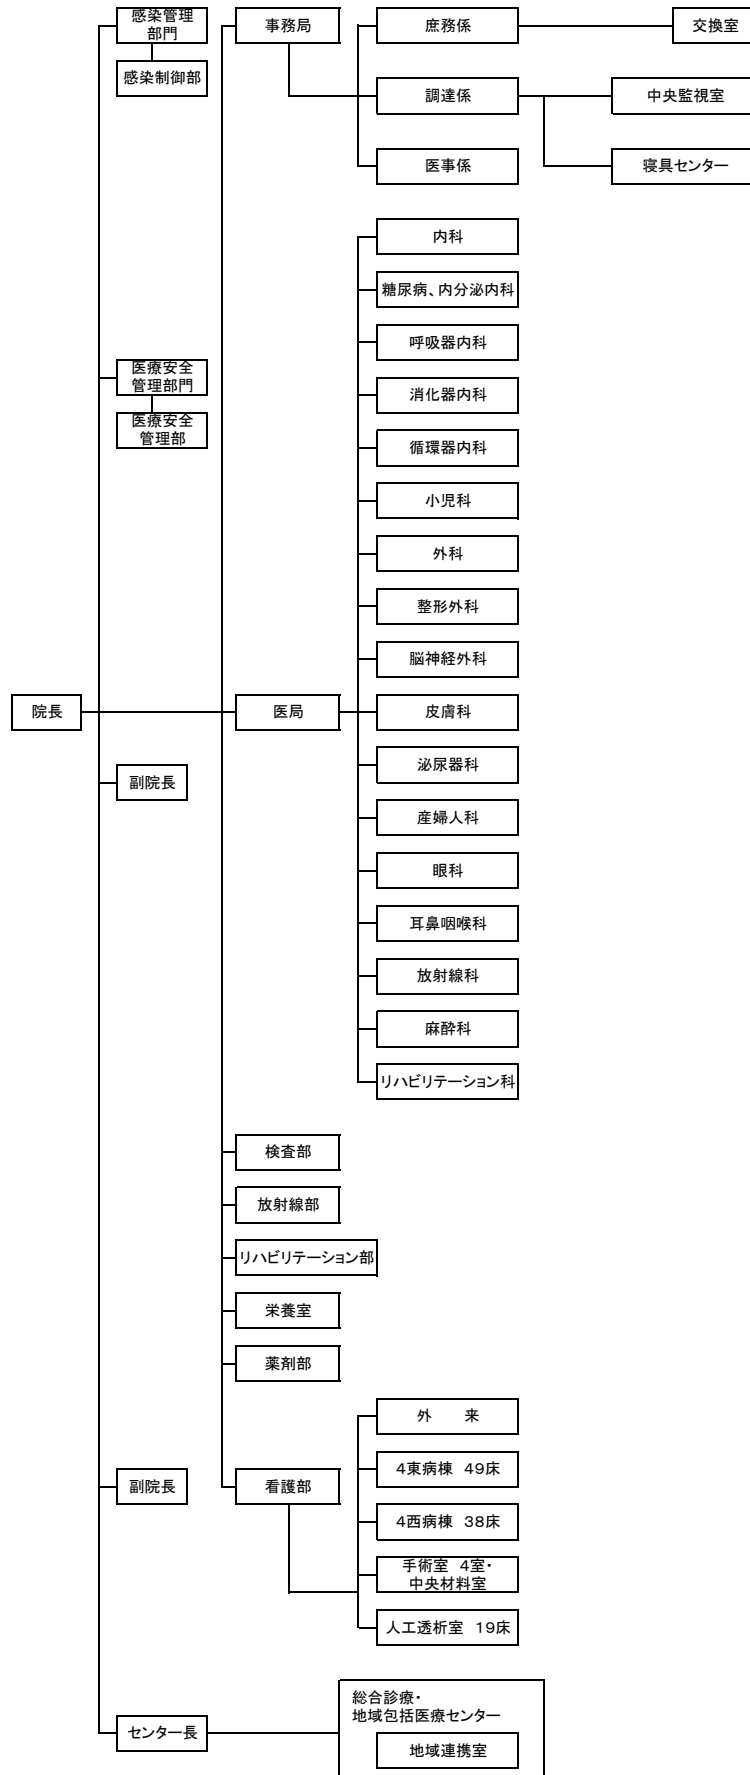 感染管理
部門
事務局
庶務係
交換室
感染制御部
調達係
中央監視室
医事係
寝具センター
内科
糖尿病、内分泌内科
呼吸器内科
医療安全
管理部門
消化器内科
医療安全
管理部
循環器内科
小児科
外科
整形外科
脳神経外科
院長
医局
皮膚科
副院長
泌尿器科
産婦人科
眼科
耳鼻咽喉科
放射線科
麻酔科
リハビリテーション科
検査部
放射線部
リハビリテーション部
栄養室
薬剤部
外　　来
4東病棟　49床
副院長
看護部
4西病棟　38床
手術室　4室・
中央材料室
人工透析室　19床
総合診療・
地域包括医療センター
センター長
地域連携室